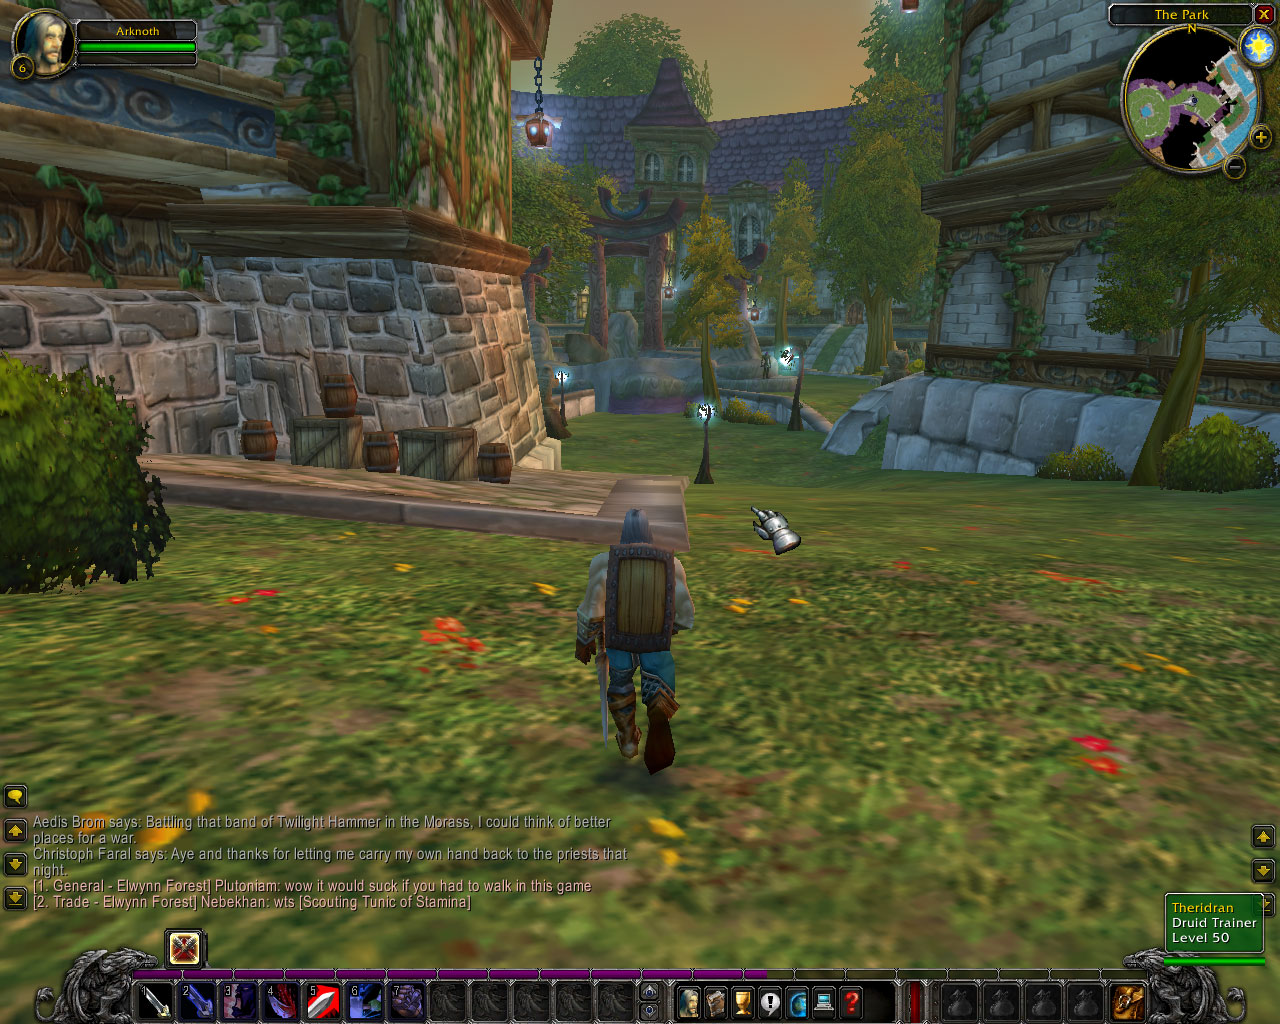 Arknoth
6
The Park
N
Aedis Brom says: Battling that band of Twilight Hammer in the Morass, I could think of better
places for a war.
Christoph Faral says: Aye and thanks for letting me carry my own hand back to the priests that
night.
[1. General - Elwynn Forest] Plutoniam: wow it would suck if you had to walk in this game
[2. Trade - Elwynn Forest] Nebekhan: wts [Scouting Tunic of Stamina]
Theridran
Druid Trainer
Level 50
1 2 3 4 5 6 7